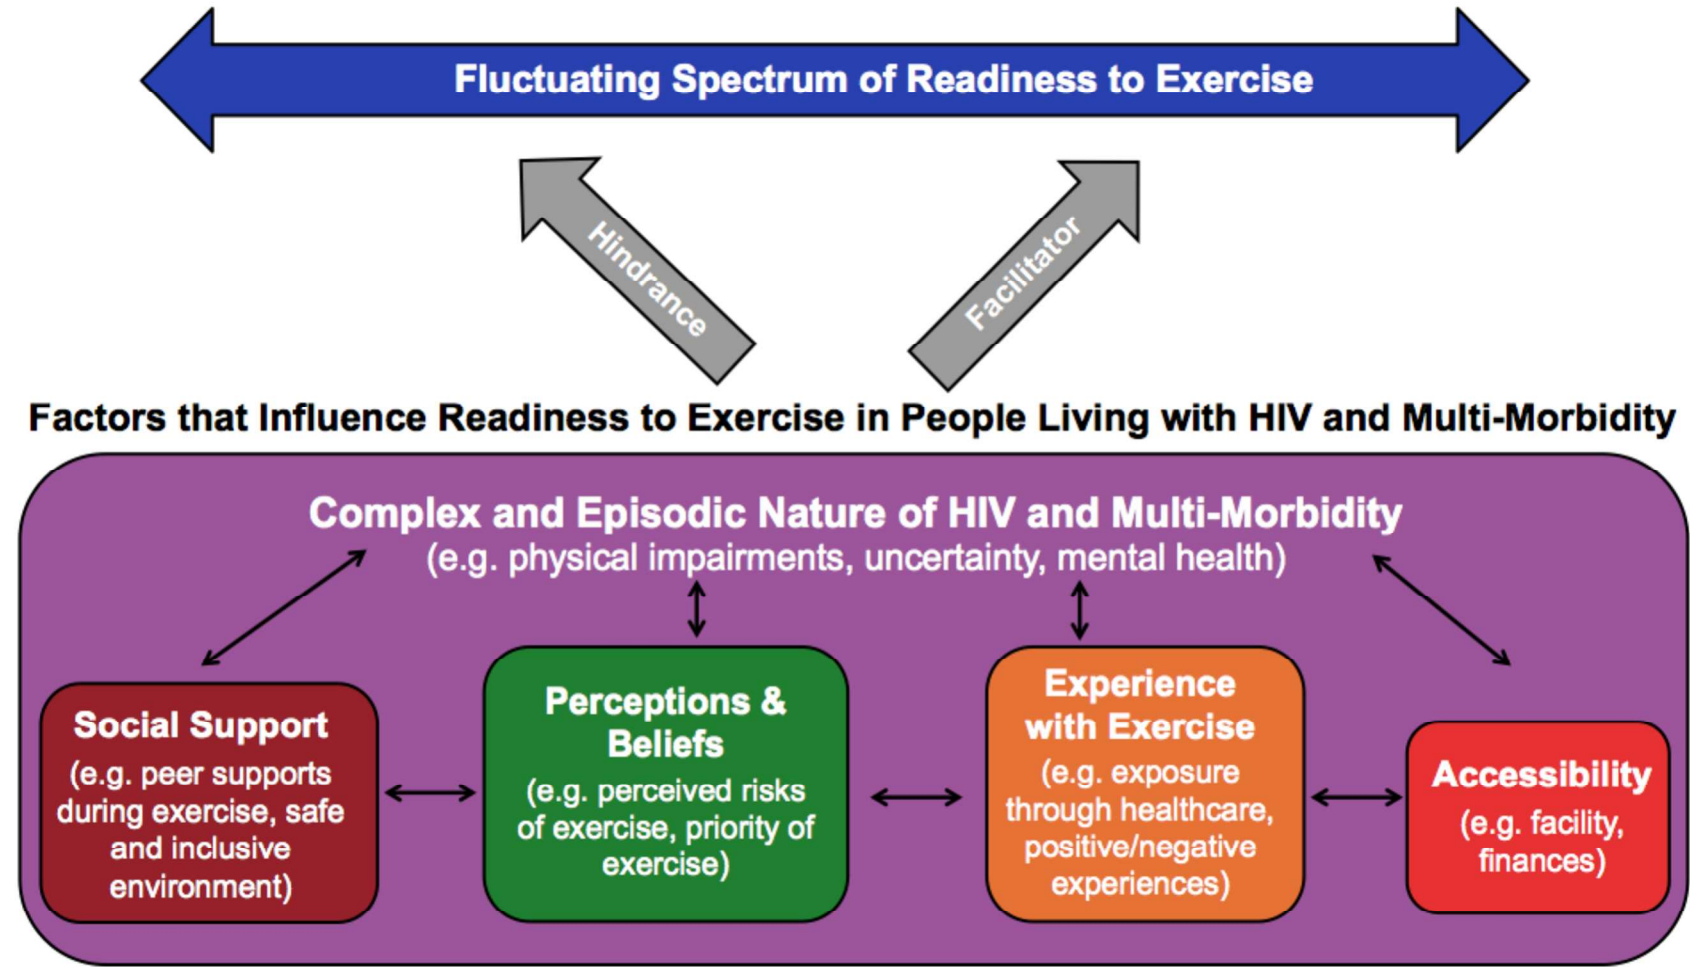 Fluctuating Spectrum of Readiness to Exercise
Hindrance
Facilitator
Factors that Influence Readiness to Exercise in People Living with HIV and Multi-Morbidity
Complex and Episodic Nature of HIV and Multi-Morbidity
(e.g. physical impairments, uncertainty, mental health)
Social Support
(e.g. peer supports
during exercise, safe
and inclusive
environment)
Perceptions &
Beliefs
(e.g. perceived risks
of exercise, priority of
exercise)
Experience
with Exercise
(e.g. exposure
through healthcare,
positive/negative
experiences)
Accessibility
(e.g. facility,
finances)